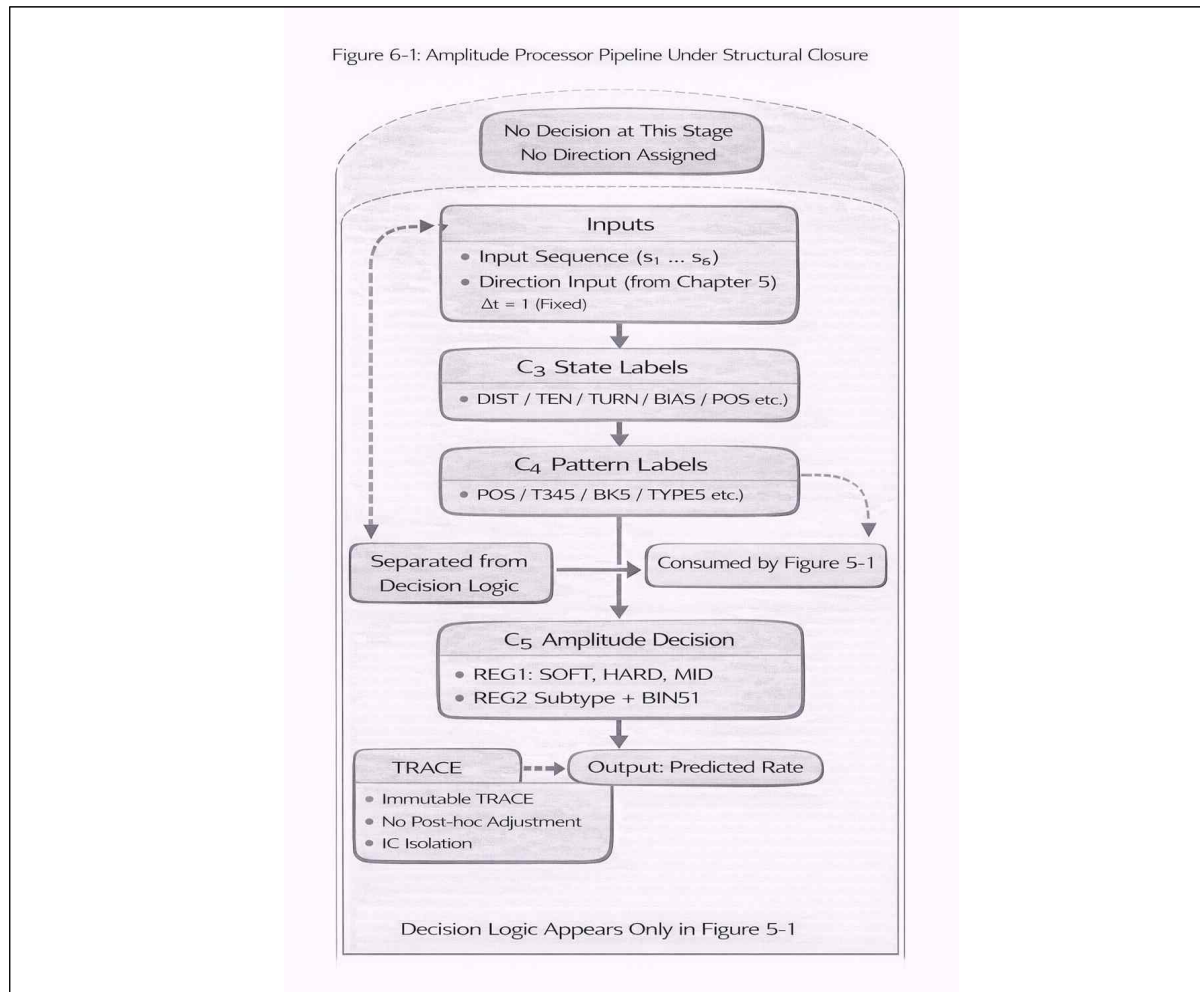 Figure 6-1: Amplitude Processor Pipeline Under Structural Closure
No Decision at This Stage
No Direction Assigned
Inputs
• Input Sequence (s₁ ... s₆)
• Direction Input (from Chapter 5)
Δt = 1 (Fixed)
C₃ State Labels
• DIST / TEN / TURN / BIAS / POS etc.)
C₄ Pattern Labels
• POS / T345 / BK5 / TYPE5 etc.)
Separated from
Decision Logic
Consumed by Figure 5-1
C₅ Amplitude Decision
• REG1: SOFT, HARD, MID
• REG2 Subtype + BIN51
TRACE
Output: Predicted Rate
• Immutable TRACE
• No Post-hoc Adjustment
• IC Isolation
Decision Logic Appears Only in Figure 5-1